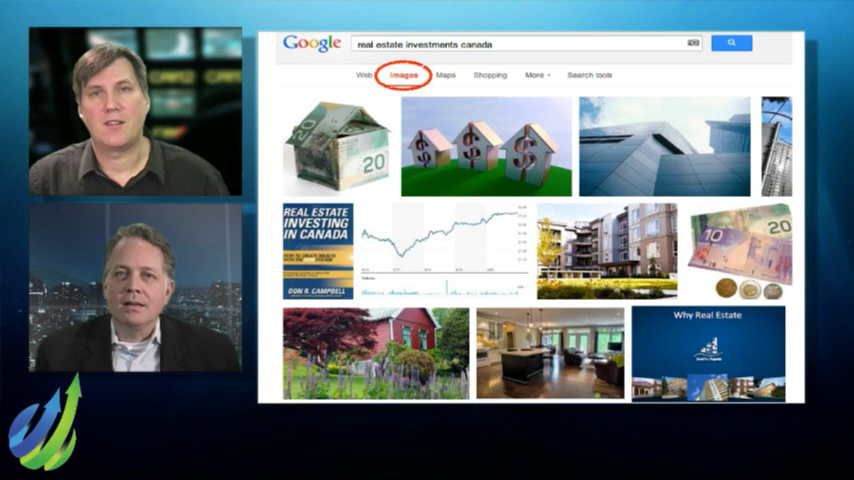 Google
real estate investments canada
Web Images Maps Shopping More Search tools
20
$ $ $
REAL ESTATE
INVESTING
IN CANADA
DON R. CAMPBELL
10
20
Why Real Estate